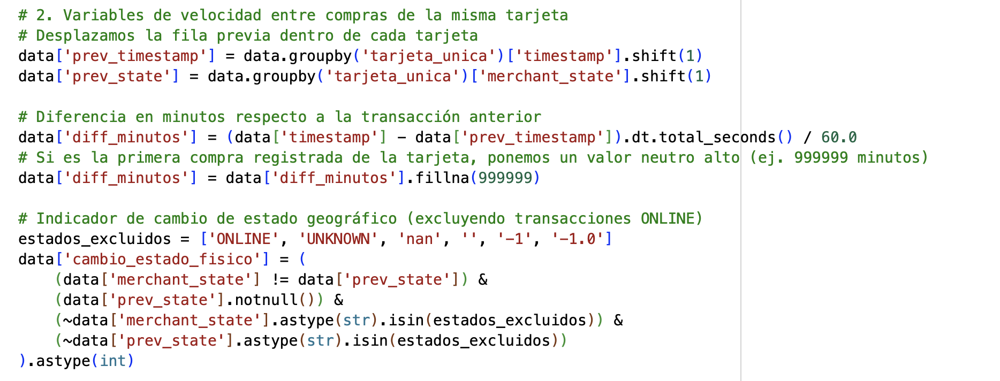 # 2. Variables de velocidad entre compras de la misma tarjeta
# Desplazamos la fila previa dentro de cada tarjeta
data['prev_timestamp'] = data.groupby('tarjeta_unica')['timestamp'].shift(1)
data['prev_state'] = data.groupby('tarjeta_unica')['merchant_state'].shift(1)

# Diferencia en minutos respecto a la transacción anterior
data['diff_minutos'] = (data['timestamp'] - data['prev_timestamp']).dt.total_seconds() / 60.0
# Si es la primera compra registrada de la tarjeta, ponemos un valor neutro alto (ej. 999999 minutos)
data['diff_minutos'] = data['diff_minutos'].fillna(999999)

# Indicador de cambio de estado geográfico (excluyendo transacciones ONLINE)
estados_excluidos = ['ONLINE', 'UNKNOWN', 'nan', '', '-1', '-1.0']
data['cambio_estado_fisico'] = (
    (data['merchant_state'] != data['prev_state']) &
    (data['prev_state'].notnull()) &
    (~data['merchant_state'].astype(str).isin(estados_excluidos)) &
    (~data['prev_state'].astype(str).isin(estados_excluidos))
).astype(int)